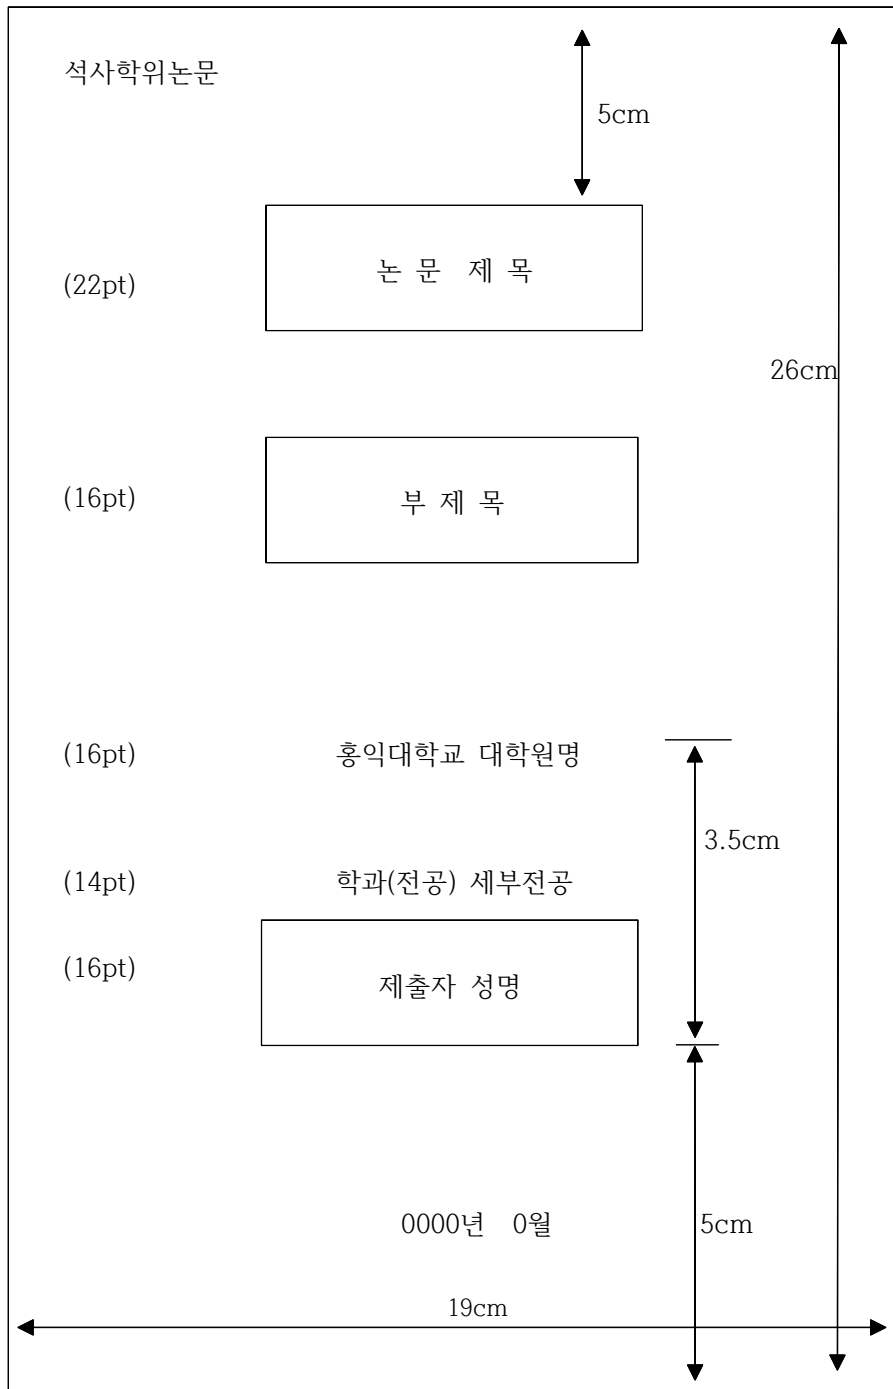 석사학위논문
5cm
(22pt) 논 문 제 목
26cm
(16pt) 부 제 목
(16pt) 홍익대학교 대학원명
3.5cm
(14pt) 학과(전공) 세부전공
(16pt) 제출자 성명
0000년 0월 5cm
19cm